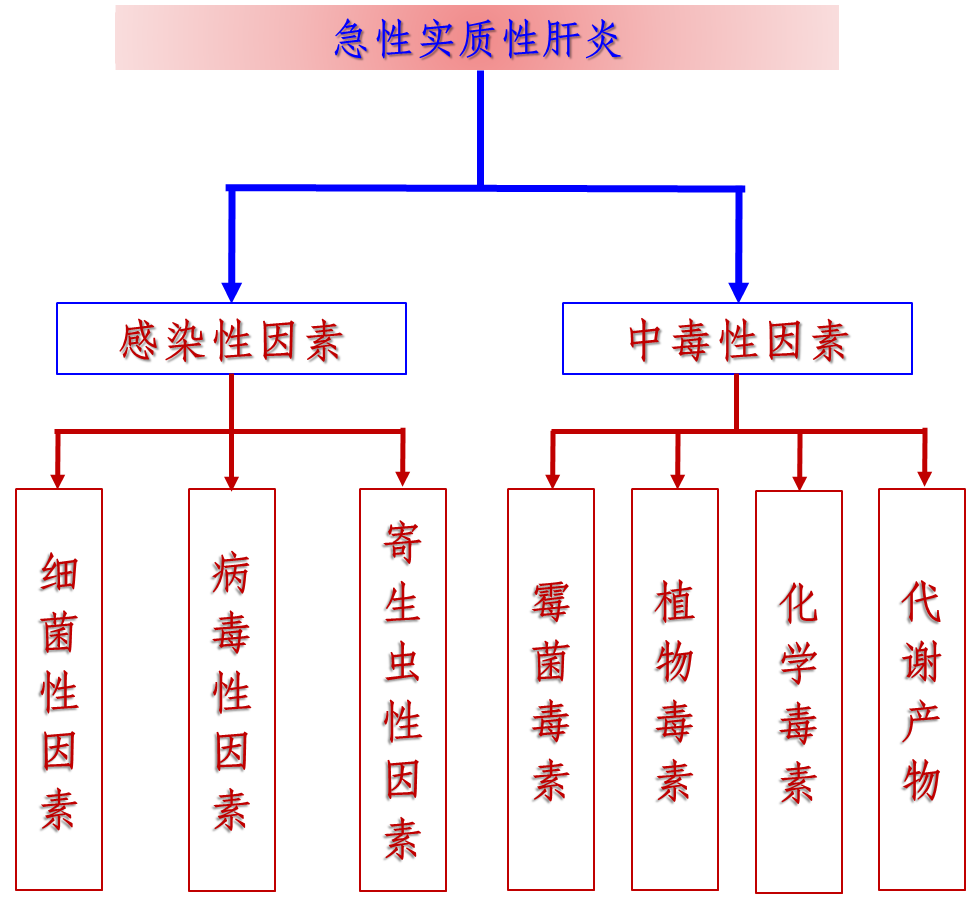 急性实质性肝炎
感染性因素
中毒性因素
细菌性因素
病毒性因素
寄生虫性因素
霉菌毒素
植物毒素
化学毒素
代谢产物